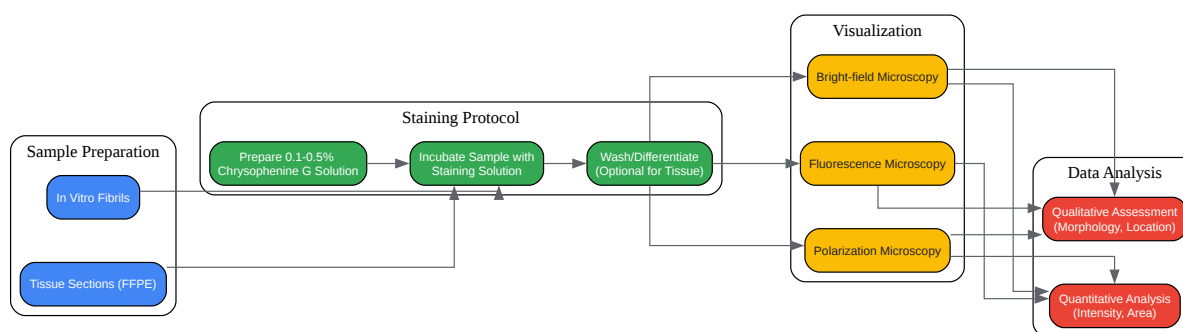 Sample Preparation
In Vitro Fibrils
Tissue Sections (FFPE)
Staining Protocol
Prepare 0.1-0.5%
Chrysophenine G Solution
Incubate Sample with
Staining Solution
Wash/Differentiate
(Optional for Tissue)
Visualization
Bright-field Microscopy
Fluorescence Microscopy
Polarization Microscopy
Data Analysis
Qualitative Assessment
(Morphology, Location)
Quantitative Analysis
(Intensity, Area)